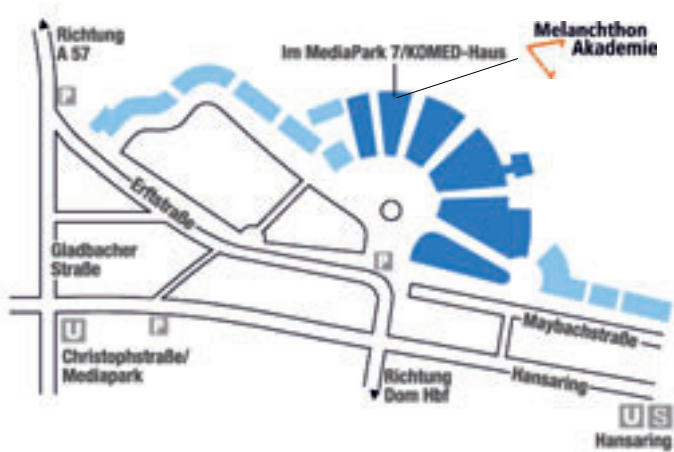 Richtung
A 57
Im MediaPark 7/KOMED-Haus
Melanchthon
Akademie
P
Erftstraße
Gladbacher
Straße
P
U
P
Christophstraße/
Mediapark
Maybachstraße
Hansaring
Richtung
Dom Hbf
U S
Hansaring